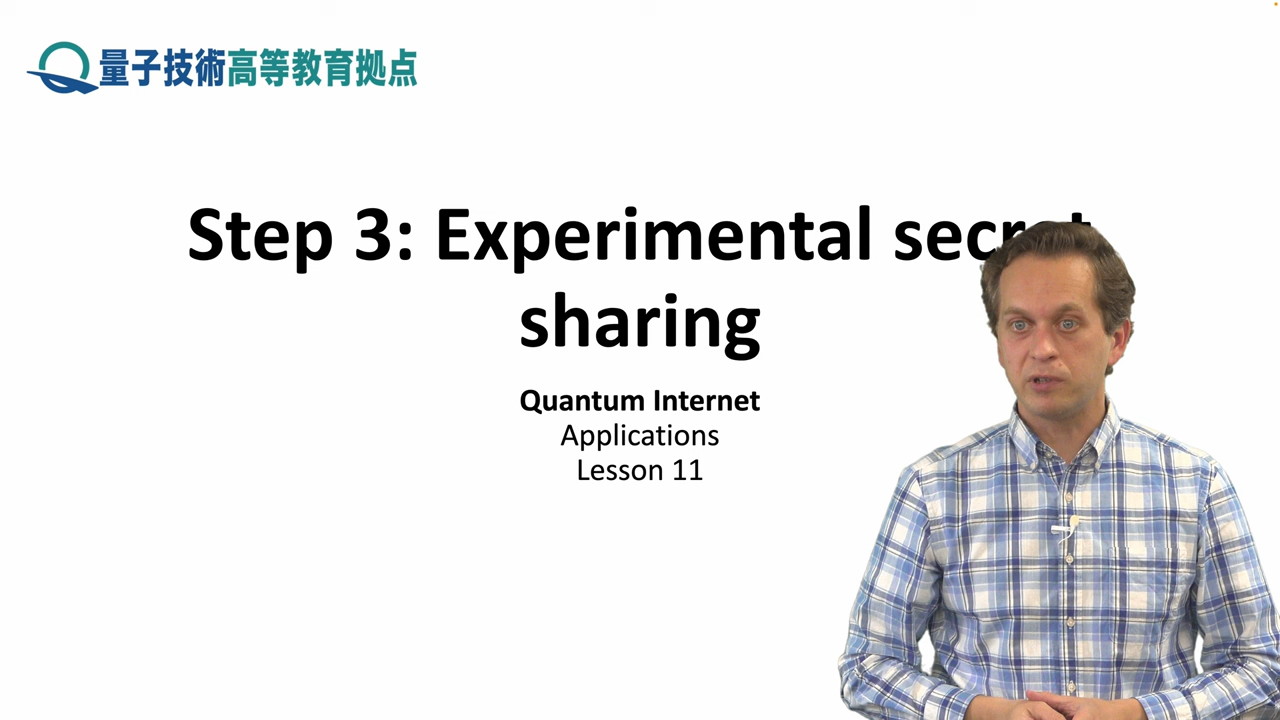 量子技術高等教育拠点
Step 3: Experimental secret
sharing
Quantum Internet
Applications
Lesson 11